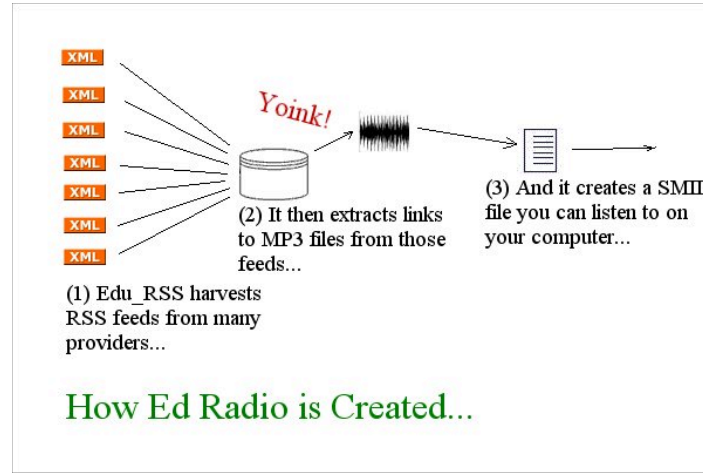 XML
XML
XML
XML
XML
XML
XML
Yoink!
(1) Edu_RSS harvests
RSS feeds from many
providers...
(2) It then extracts links
to MP3 files from those
feeds...
(3) And it creates a SMIL
file you can listen to on
your computer...
How Ed Radio is Created...